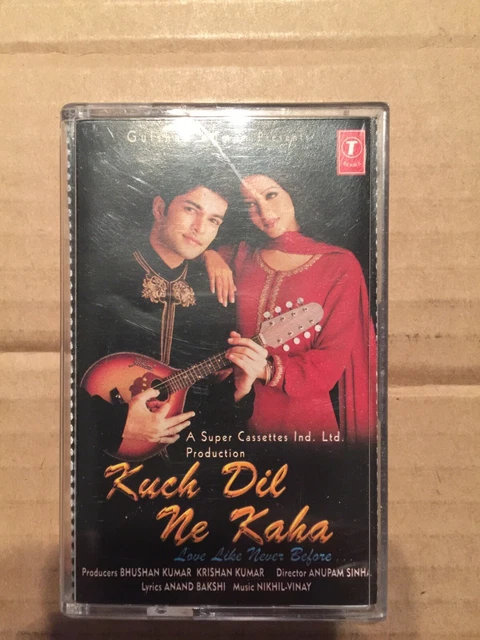 Presents
T
A Super Cassettes Ind. Ltd.
Production
Kuch Dil
Ne Kaha
Love Like Never Before...
Producers BHUSHAN KUMAR KRISHAN KUMAR Director ANUPAM SINHA
Lyrics ANAND BAKSHI Music NIKHIL-VINAY